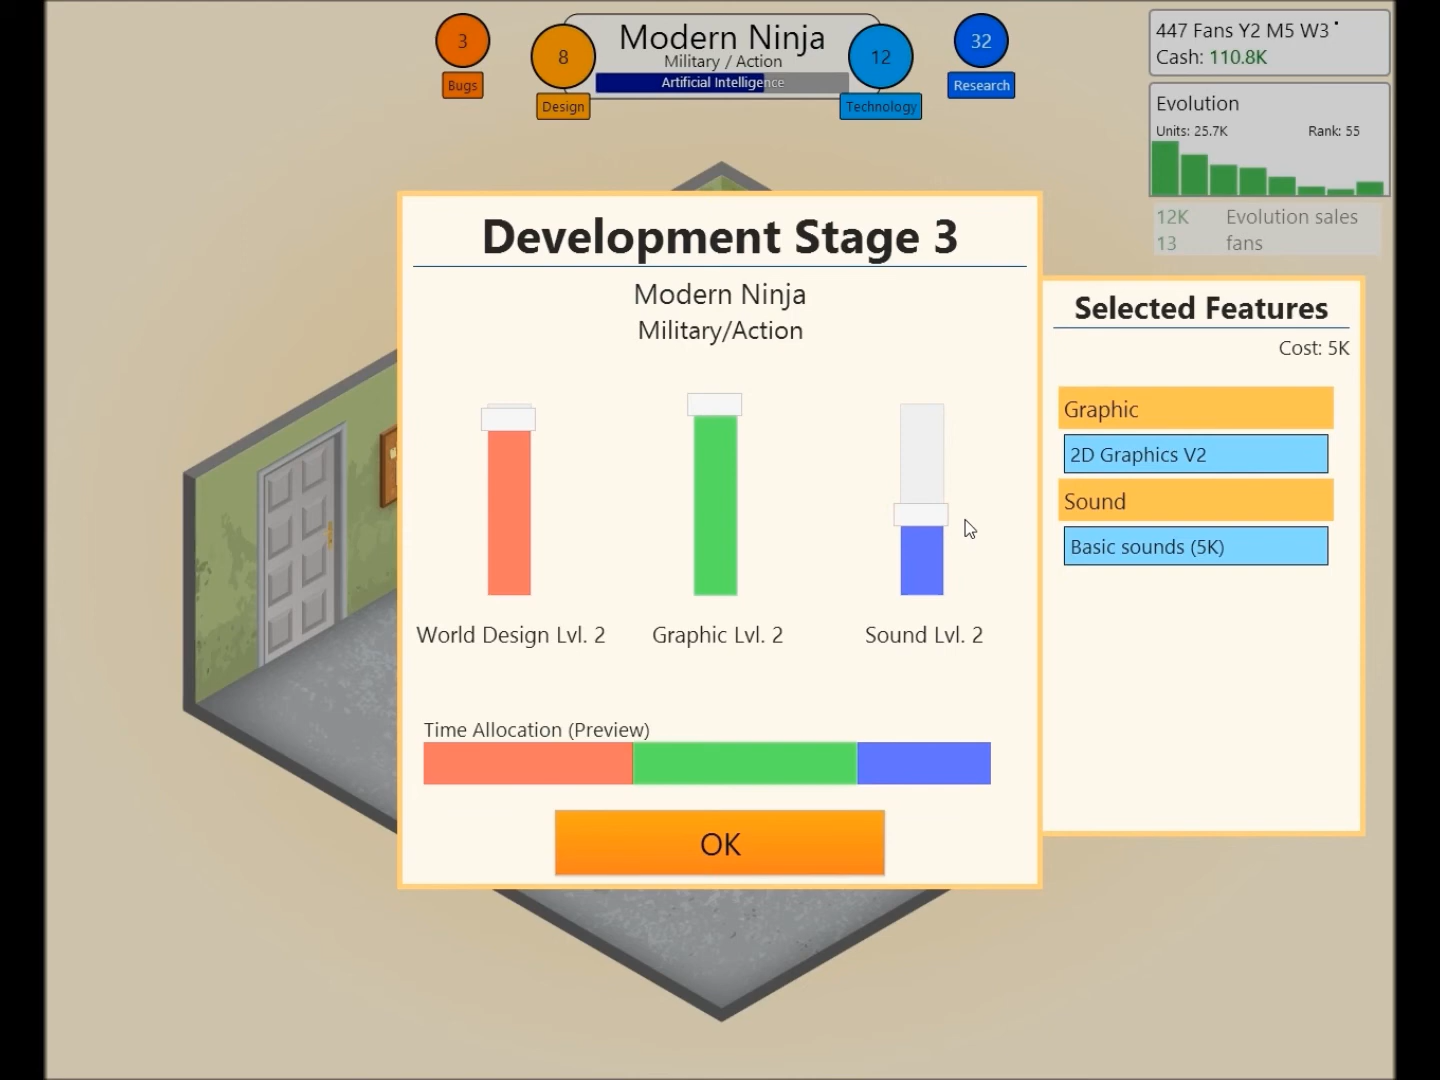 3
Bugs
8
Design
Modern Ninja
Military / Action
Artificial Intelligence
12
Technology
32
Research
447 Fans Y2 M5 W3
Cash: 110.8K
Evolution
Units: 25.7K Rank: 55
12K Evolution sales
13 fans
Development Stage 3
Modern Ninja
Military/Action
World Design Lvl. 2
Graphic Lvl. 2
Sound Lvl. 2
Time Allocation (Preview)
OK
Selected Features
Cost: 5K
Graphic
2D Graphics V2
Sound
Basic sounds (5K)